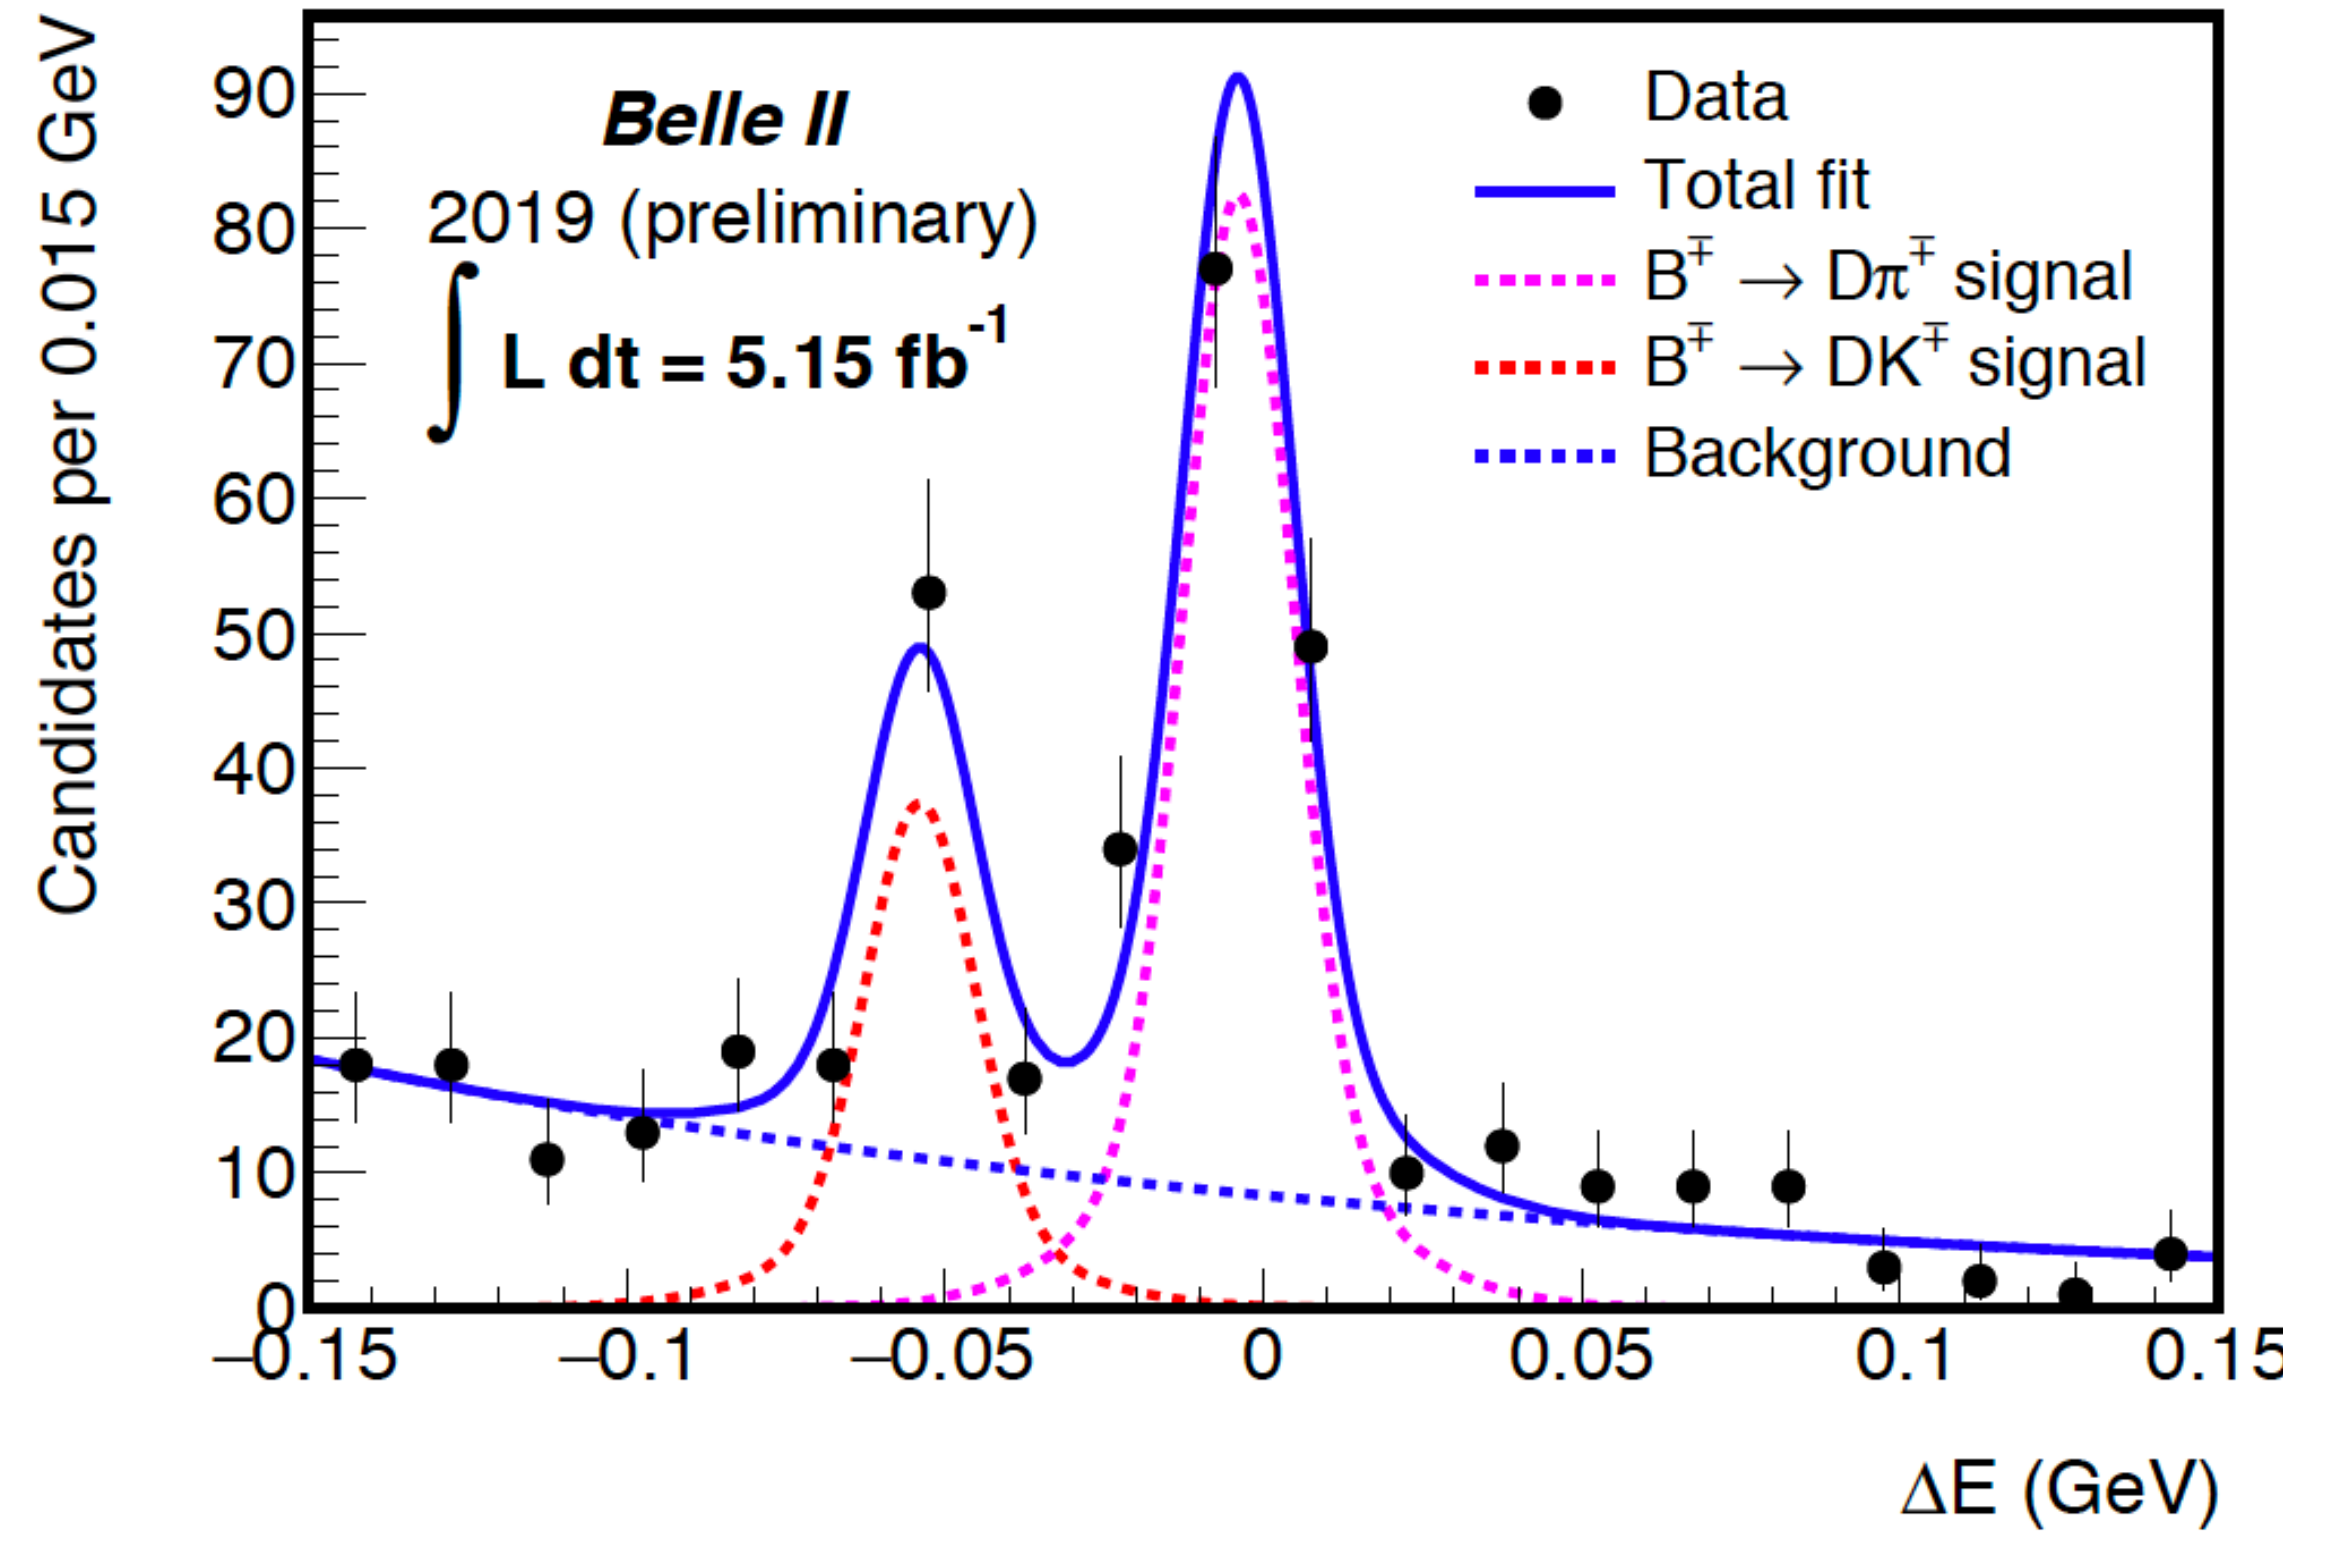 Candidates per 0.015 GeV
90
80
70
60
50
40
30
20
10
0
Belle II
2019 (preliminary)
∫ L dt = 5.15 fb⁻¹
Data
Total fit
B∓ → Dπ∓ signal
B∓ → DK∓ signal
Background
−0.15 −0.1 −0.05 0 0.05 0.1 0.15
ΔE (GeV)